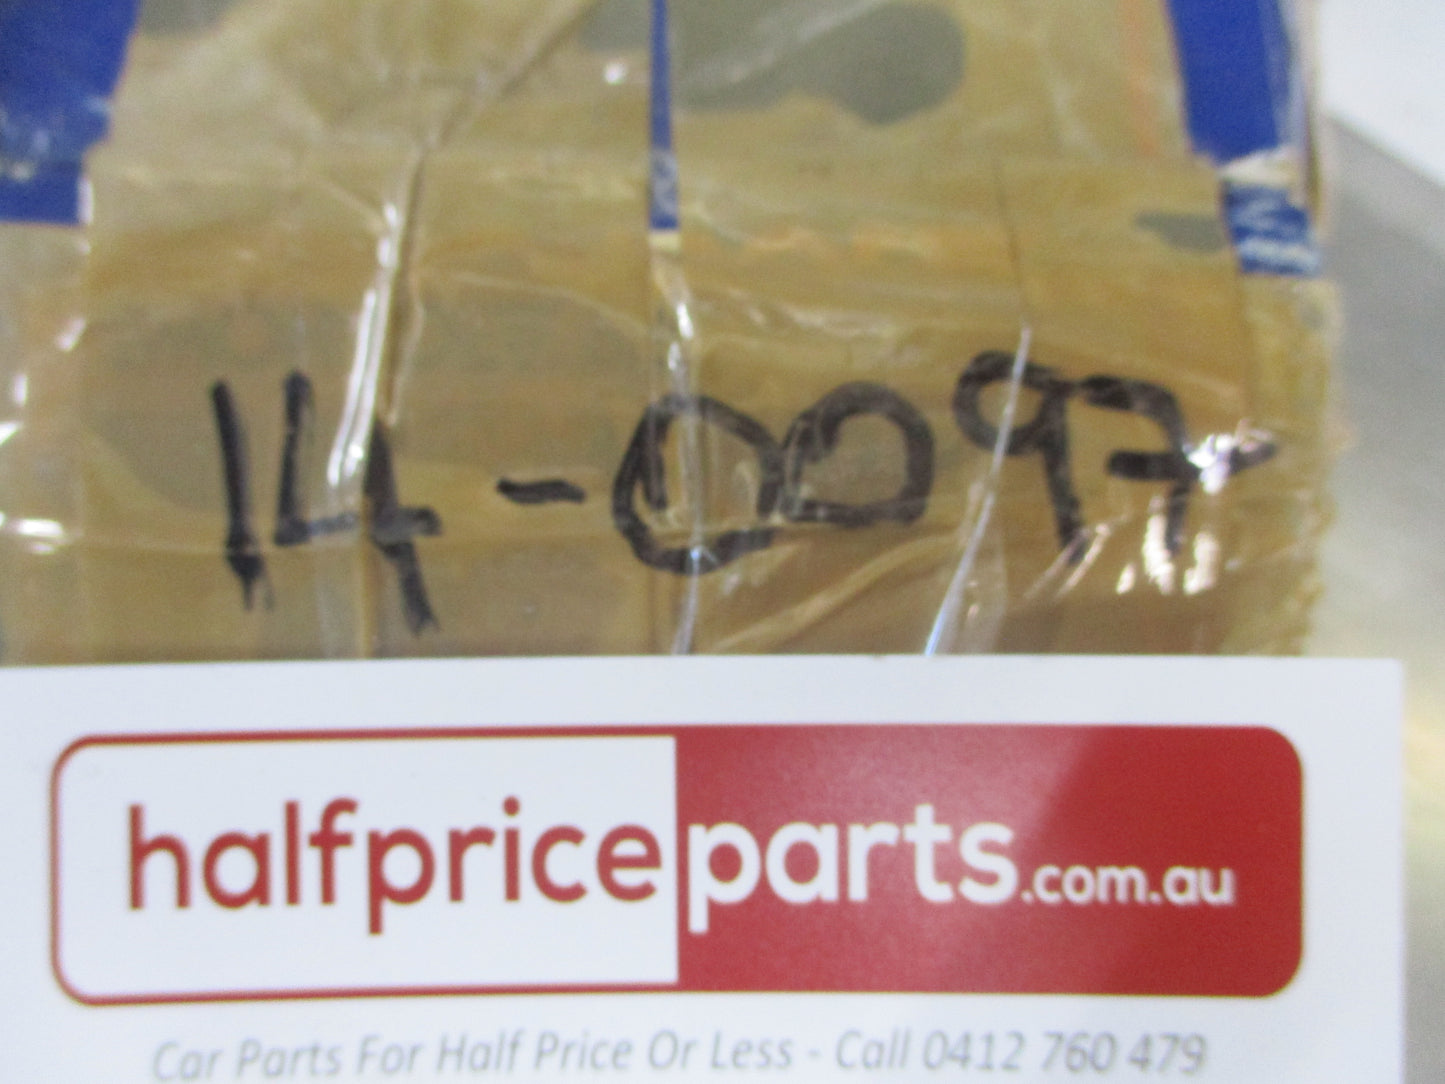 14-0097
halfpriceparts.com.au
Car Parts For Half Price Or Less - Call 0412 760 479